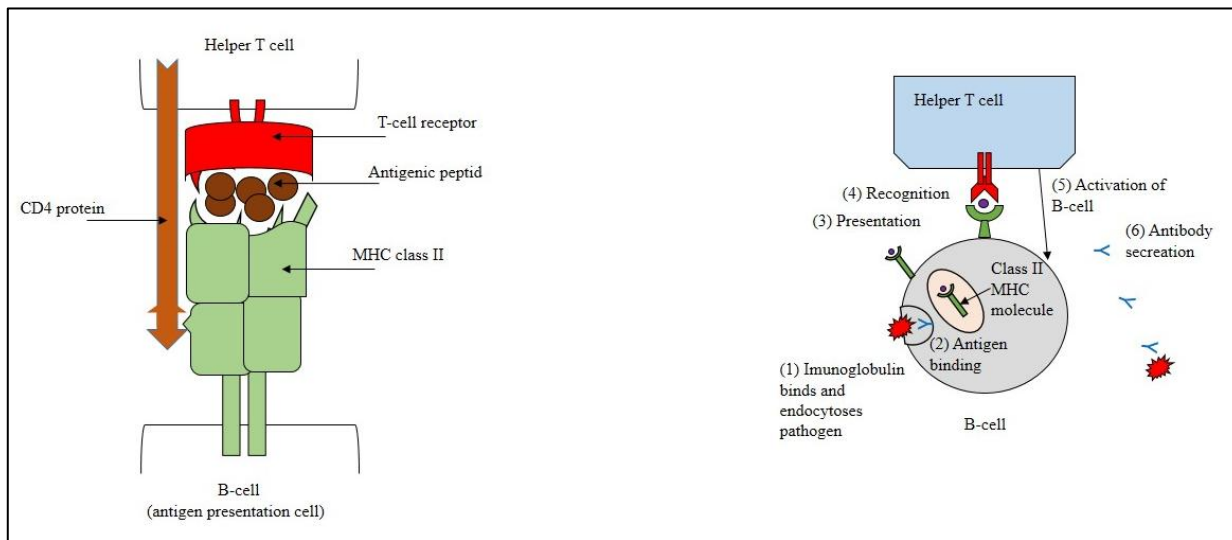 Helper T cell
T-cell receptor
Antigenic peptid
CD4 protein
MHC class II
B-cell
(antigen presentation cell)
Helper T cell
(4) Recognition
(3) Presentation
(5) Activation of
B-cell
(6) Antibody
secretion
Class II
MHC
molecule
(2) Antigen
binding
(1) Imunoglobulin
binds and
endocytoses
pathogen
B-cell